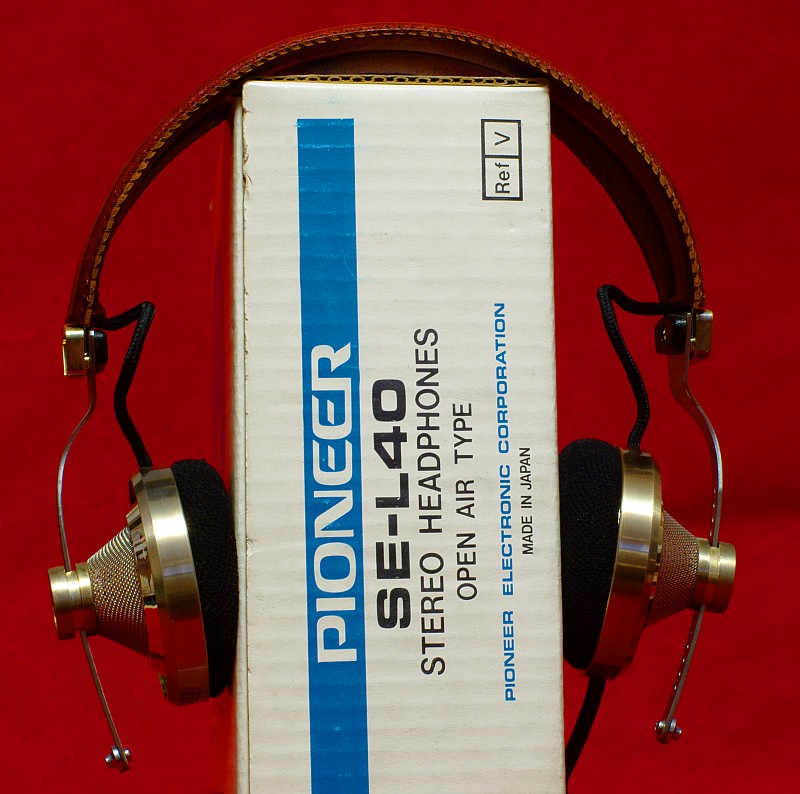 PIONEER
SE-L40
STEREO HEADPHONES
OPEN AIR TYPE
PIONEER ELECTRONIC CORPORATION
MADE IN JAPAN
Ref V